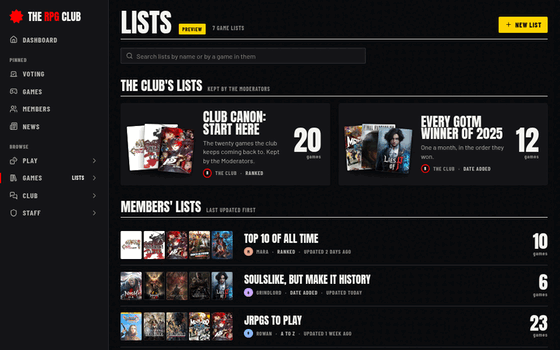 THE RPG CLUB
DASHBOARD
PINNED
VOTING
GAMES
MEMBERS
NEWS
BROWSE
PLAY
GAMES LISTS
CLUB
STAFF
LISTS PREVIEW 7 GAME LISTS
+ NEW LIST
Search lists by name or by a game in them
THE CLUB'S LISTS KEPT BY THE MODERATORS
CLUB CANON:
START HERE
The twenty games the club
keeps coming back to. Kept
by the Moderators.
THE CLUB · RANKED
20
games
EVERY GOTM
WINNER OF 2025
One a month, in the order they
won.
THE CLUB · DATE ADDED
12
games
MEMBERS' LISTS LAST UPDATED FIRST
TOP 10 OF ALL TIME
MARA · RANKED · UPDATED 2 DAYS AGO
10
games
SOULSLIKE, BUT MAKE IT HISTORY
GRINDLORD · DATE ADDED · UPDATED TODAY
6
games
JRPGS TO PLAY
ROWAN · A TO Z · UPDATED 1 WEEK AGO
23
games